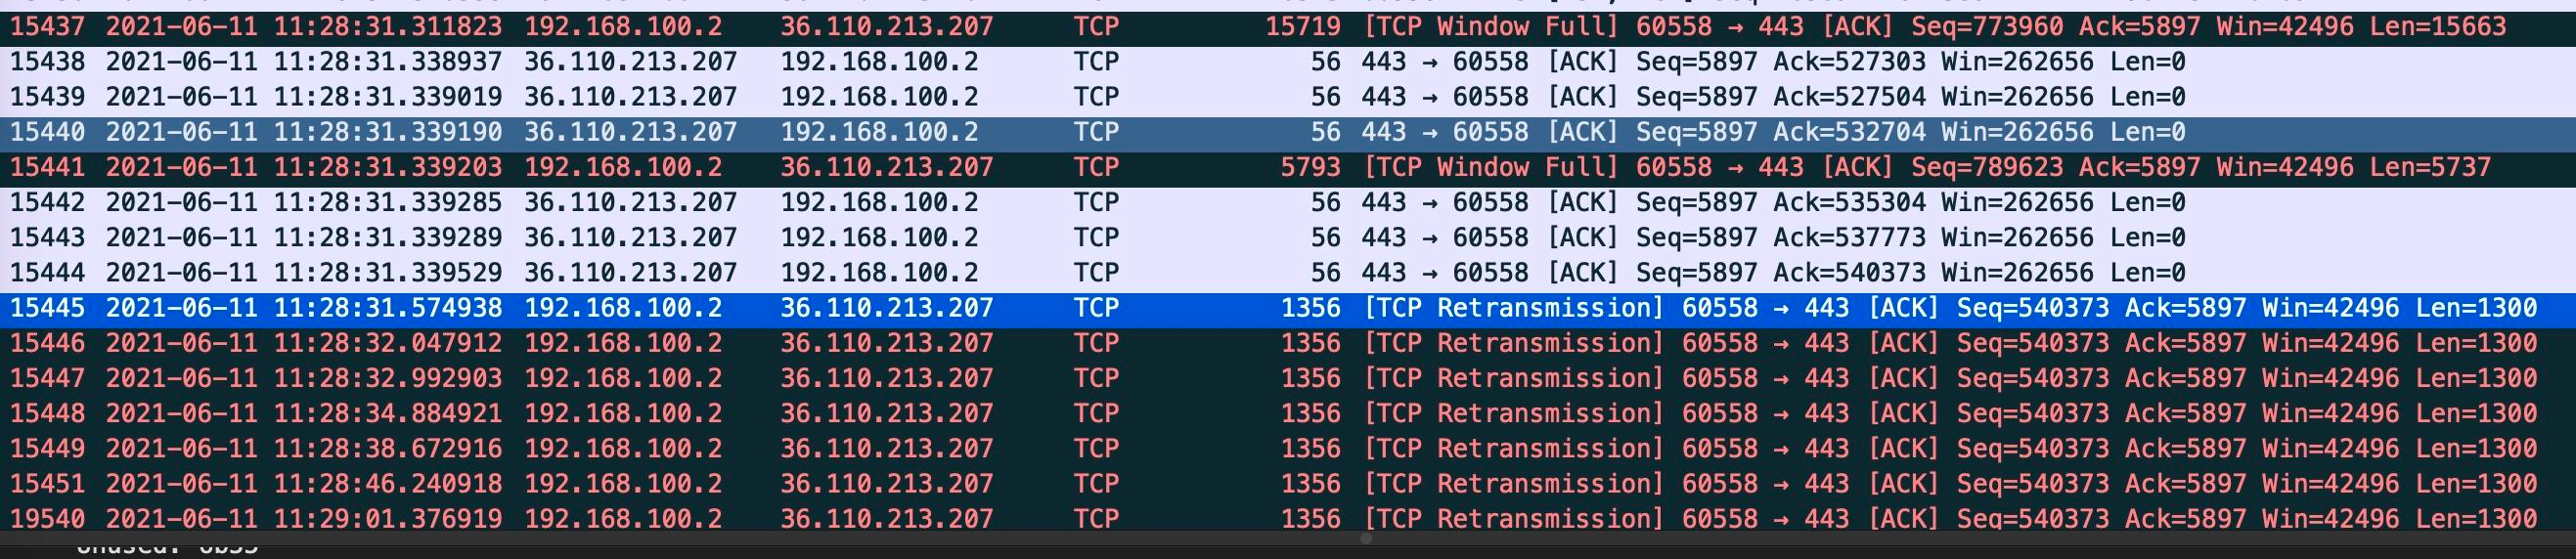 15437 2021-06-11 11:28:31.311823 192.168.100.2 36.110.213.207 TCP 15719 [TCP Window Full] 60558 → 443 [ACK] Seq=773960 Ack=5897 Win=42496 Len=15663
15438 2021-06-11 11:28:31.338937 36.110.213.207 192.168.100.2 TCP 56 443 → 60558 [ACK] Seq=5897 Ack=527303 Win=262656 Len=0
15439 2021-06-11 11:28:31.339019 36.110.213.207 192.168.100.2 TCP 56 443 → 60558 [ACK] Seq=5897 Ack=527504 Win=262656 Len=0
15440 2021-06-11 11:28:31.339190 36.110.213.207 192.168.100.2 TCP 56 443 → 60558 [ACK] Seq=5897 Ack=532704 Win=262656 Len=0
15441 2021-06-11 11:28:31.339203 192.168.100.2 36.110.213.207 TCP 5793 [TCP Window Full] 60558 → 443 [ACK] Seq=789623 Ack=5897 Win=42496 Len=5737
15442 2021-06-11 11:28:31.339285 36.110.213.207 192.168.100.2 TCP 56 443 → 60558 [ACK] Seq=5897 Ack=535304 Win=262656 Len=0
15443 2021-06-11 11:28:31.339289 36.110.213.207 192.168.100.2 TCP 56 443 → 60558 [ACK] Seq=5897 Ack=537773 Win=262656 Len=0
15444 2021-06-11 11:28:31.339529 36.110.213.207 192.168.100.2 TCP 56 443 → 60558 [ACK] Seq=5897 Ack=540373 Win=262656 Len=0
15445 2021-06-11 11:28:31.574938 192.168.100.2 36.110.213.207 TCP 1356 [TCP Retransmission] 60558 → 443 [ACK] Seq=540373 Ack=5897 Win=42496 Len=1300
15446 2021-06-11 11:28:32.047912 192.168.100.2 36.110.213.207 TCP 1356 [TCP Retransmission] 60558 → 443 [ACK] Seq=540373 Ack=5897 Win=42496 Len=1300
15447 2021-06-11 11:28:32.992903 192.168.100.2 36.110.213.207 TCP 1356 [TCP Retransmission] 60558 → 443 [ACK] Seq=540373 Ack=5897 Win=42496 Len=1300
15448 2021-06-11 11:28:34.884921 192.168.100.2 36.110.213.207 TCP 1356 [TCP Retransmission] 60558 → 443 [ACK] Seq=540373 Ack=5897 Win=42496 Len=1300
15449 2021-06-11 11:28:38.672916 192.168.100.2 36.110.213.207 TCP 1356 [TCP Retransmission] 60558 → 443 [ACK] Seq=540373 Ack=5897 Win=42496 Len=1300
15451 2021-06-11 11:28:46.240918 192.168.100.2 36.110.213.207 TCP 1356 [TCP Retransmission] 60558 → 443 [ACK] Seq=540373 Ack=5897 Win=42496 Len=1300
19540 2021-06-11 11:29:01.376919 192.168.100.2 36.110.213.207 TCP 1356 [TCP Retransmission] 60558 → 443 [ACK] Seq=540373 Ack=5897 Win=42496 Len=1300